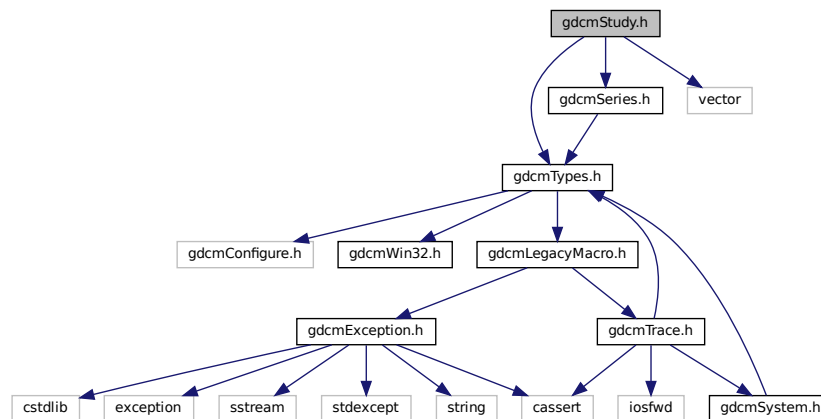 gdcmStudy.h
gdcmSeries.h
vector
gdcmTypes.h
gdcmConfigure.h
gdcmWin32.h
gdcmLegacyMacro.h
gdcmException.h
gdcmTrace.h
cstdlib
exception
sstream
stdexcept
string
cassert
iosfwd
gdcmSystem.h